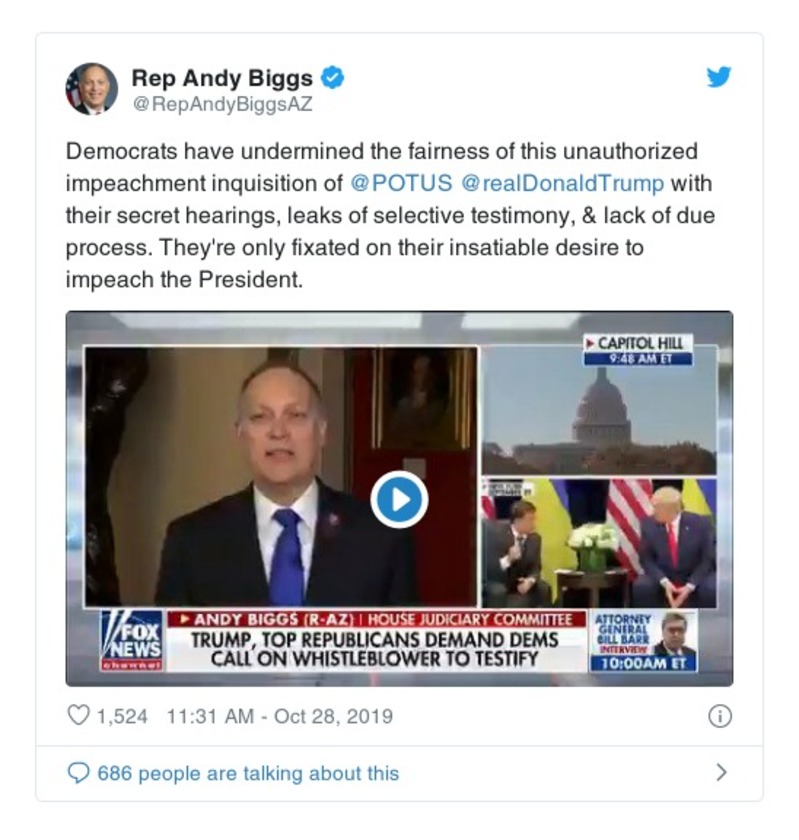 Rep Andy Biggs
@RepAndyBiggsAZ
Democrats have undermined the fairness of this unauthorized
impeachment inquisition of @POTUS @realDonaldTrump with
their secret hearings, leaks of selective testimony, & lack of due
process. They're only fixated on their insatiable desire to
impeach the President.
CAPITOL HILL
9:48 AM ET
FOX
NEWS
channel
ANDY BIGGS (R-AZ) | HOUSE JUDICIARY COMMITTEE
TRUMP, TOP REPUBLICANS DEMAND DEMS
CALL ON WHISTLEBLOWER TO TESTIFY
ATTORNEY
GENERAL
BILL BARR
INTERVIEW
10:00AM ET
1,524 11:31 AM - Oct 28, 2019
686 people are talking about this